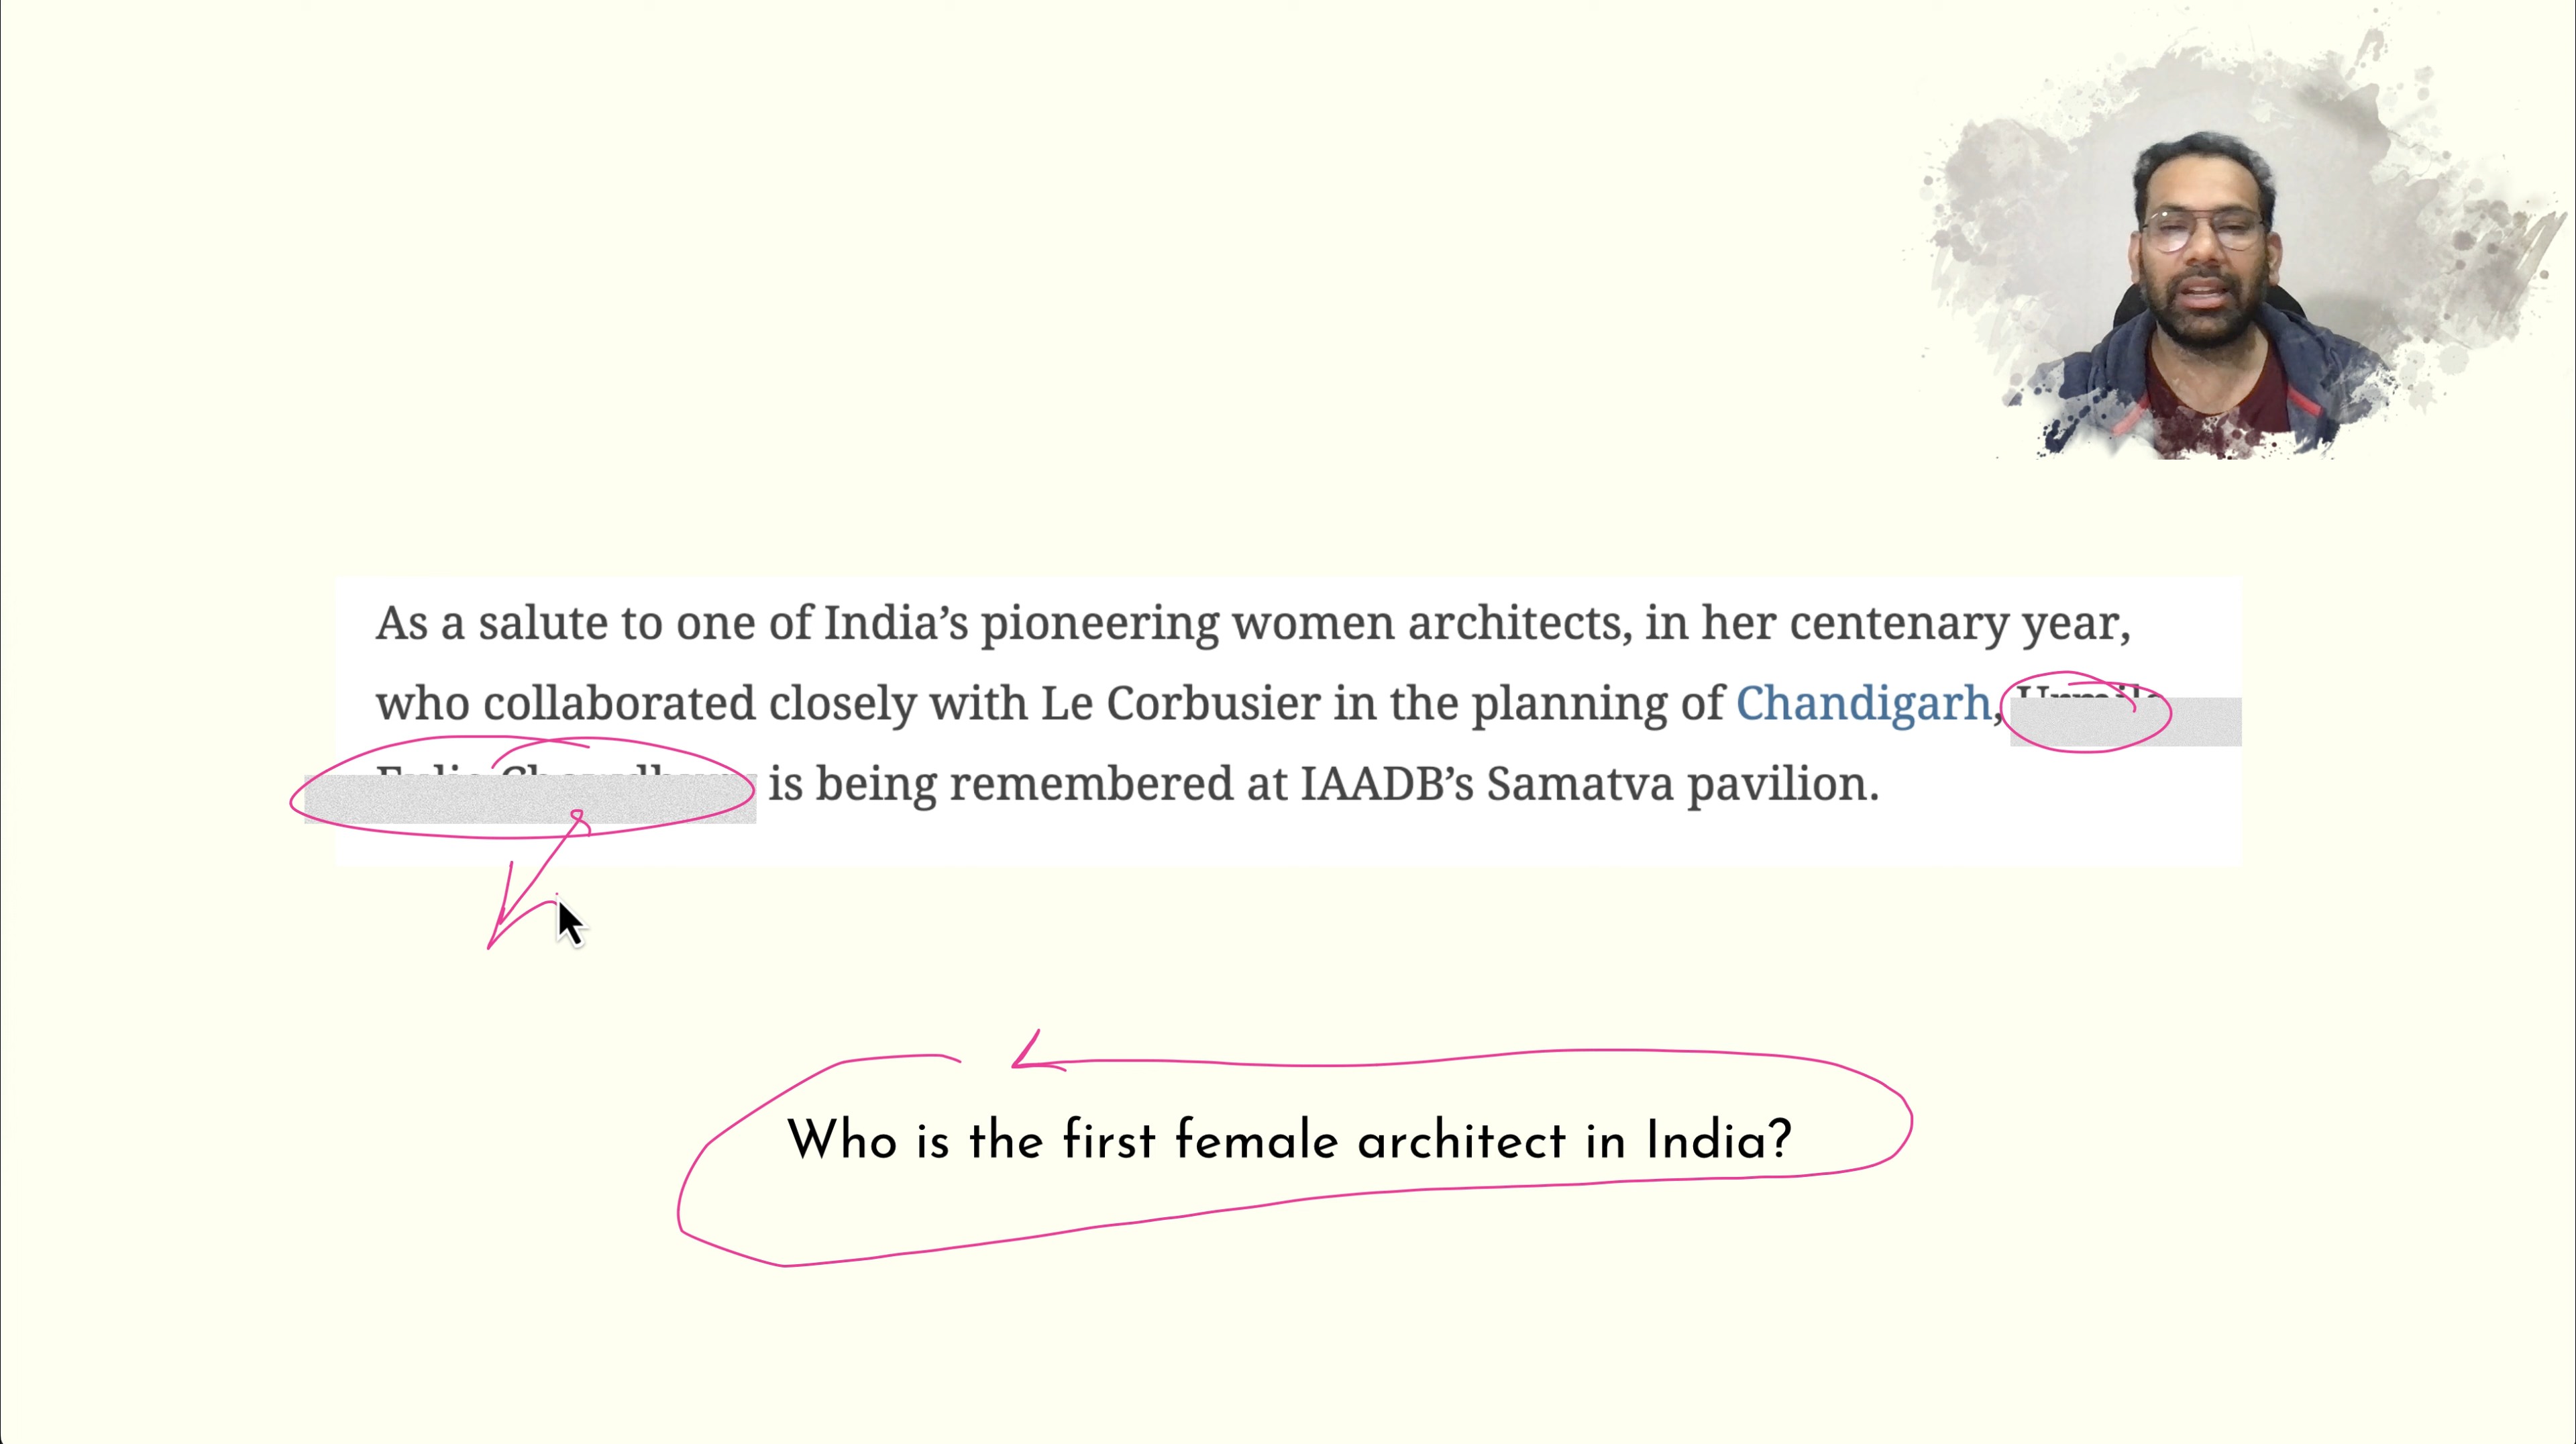 As a salute to one of India’s pioneering women architects, in her centenary year,
who collaborated closely with Le Corbusier in the planning of Chandigarh,
is being remembered at IAADB’s Samatva pavilion.
Who is the first female architect in India?